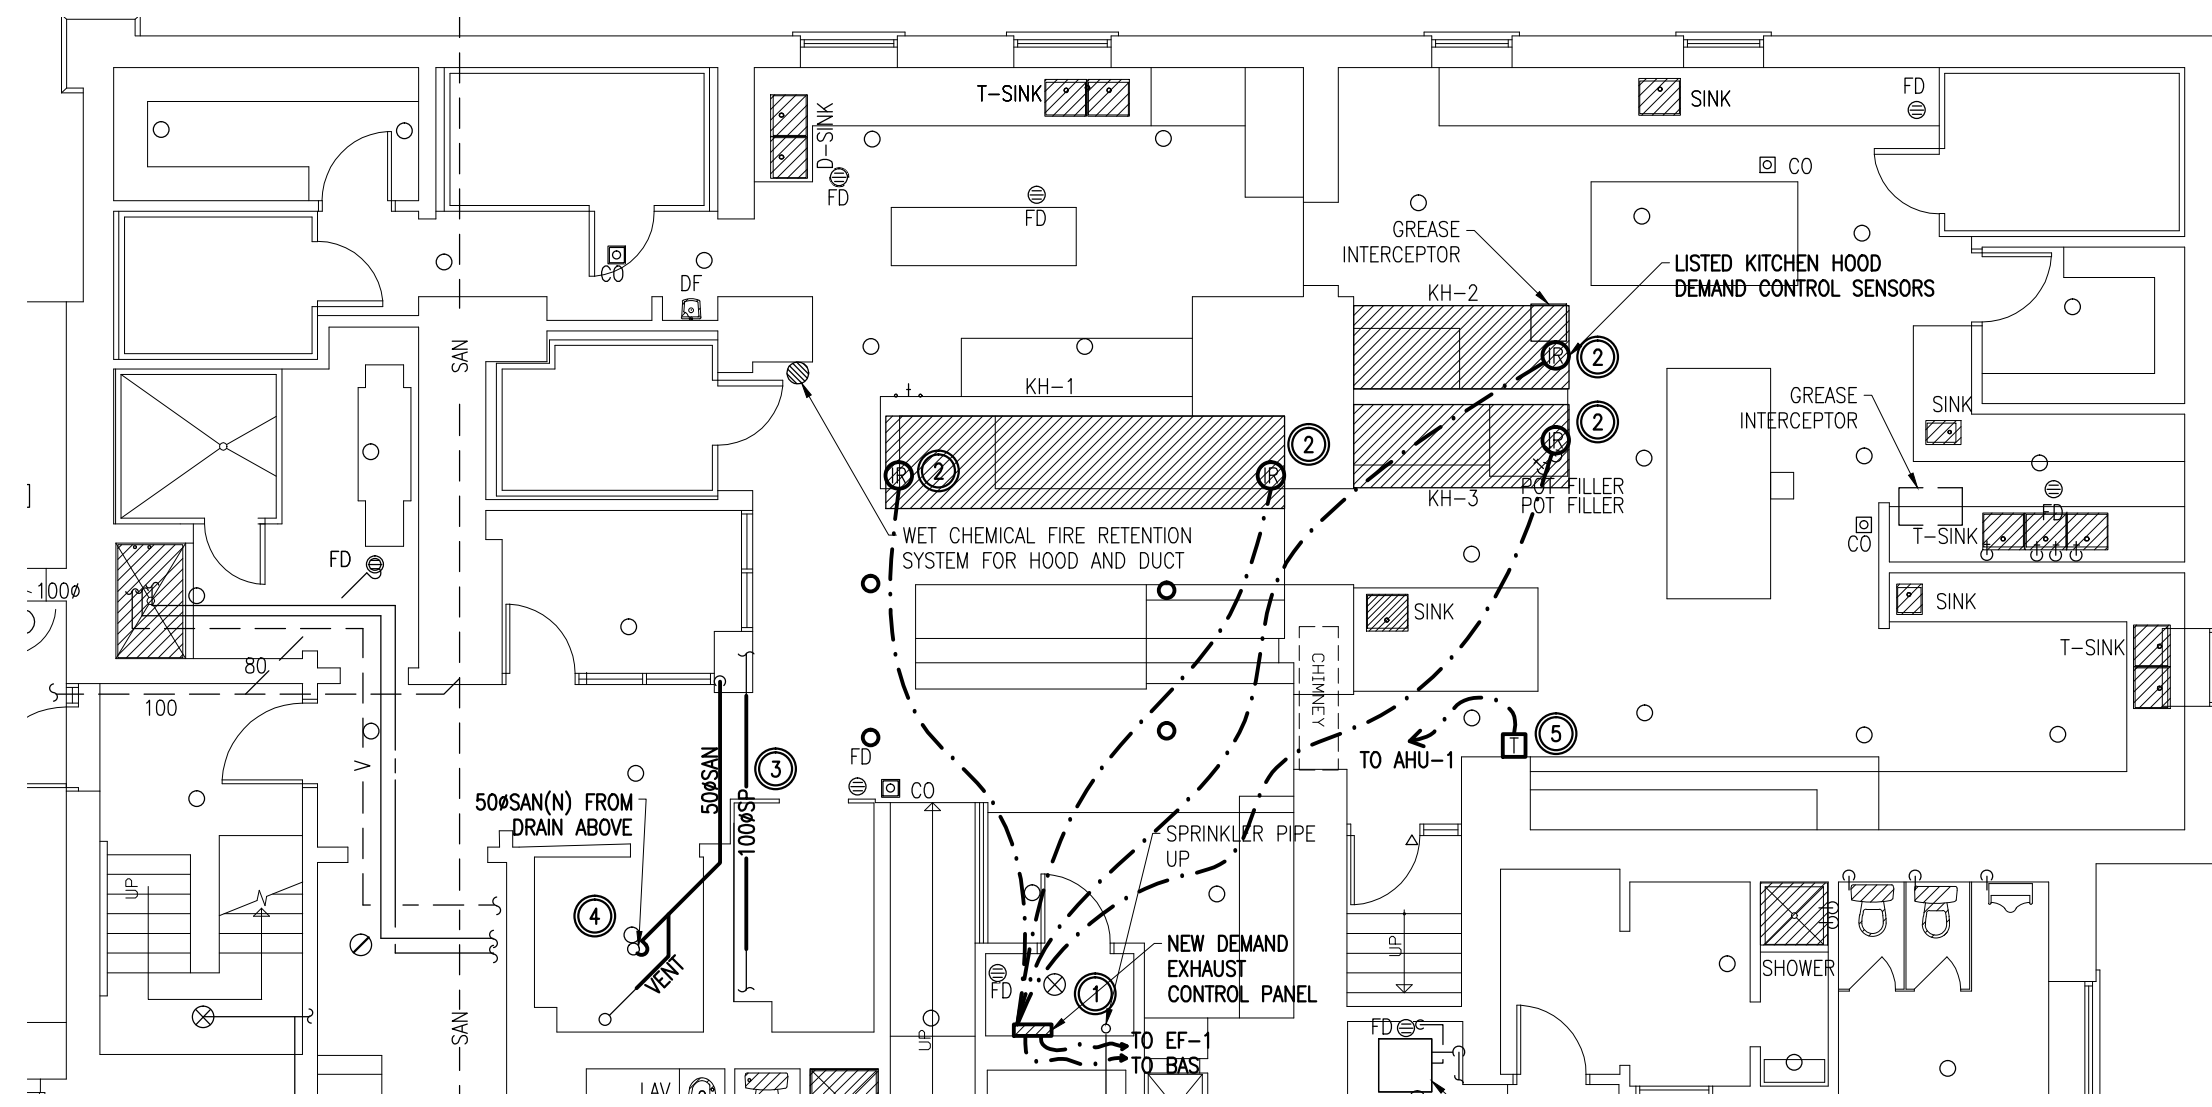 T-SINK
SINK
FD
D-SINK
CO
FD
FD
GREASE
INTERCEPTOR
LISTED KITCHEN HOOD
DEMAND CONTROL SENSORS
CO
DF
KH-2
SAN
IR
2
KH-1
GREASE
INTERCEPTOR
SINK
2
IR
2
IR
2
IR
KH-3
POT FILLER
POT FILLER
FD
T-SINK
CO
WET CHEMICAL FIRE RETENTION
SYSTEM FOR HOOD AND DUCT
FD
100ø
SINK
SINK
80
T-SINK
CHIMNEY
100
V
50øSAN
3
FD
T
5
TO AHU-1
CO
50øSAN(N) FROM
DRAIN ABOVE
100øSP
SPRINKLER PIPE
UP
UP
4
NEW DEMAND
EXHAUST
CONTROL PANEL
UP
SHOWER
VENT
FD
1
SAN
UP
FD
TO EF-1
TO BAS
LAV